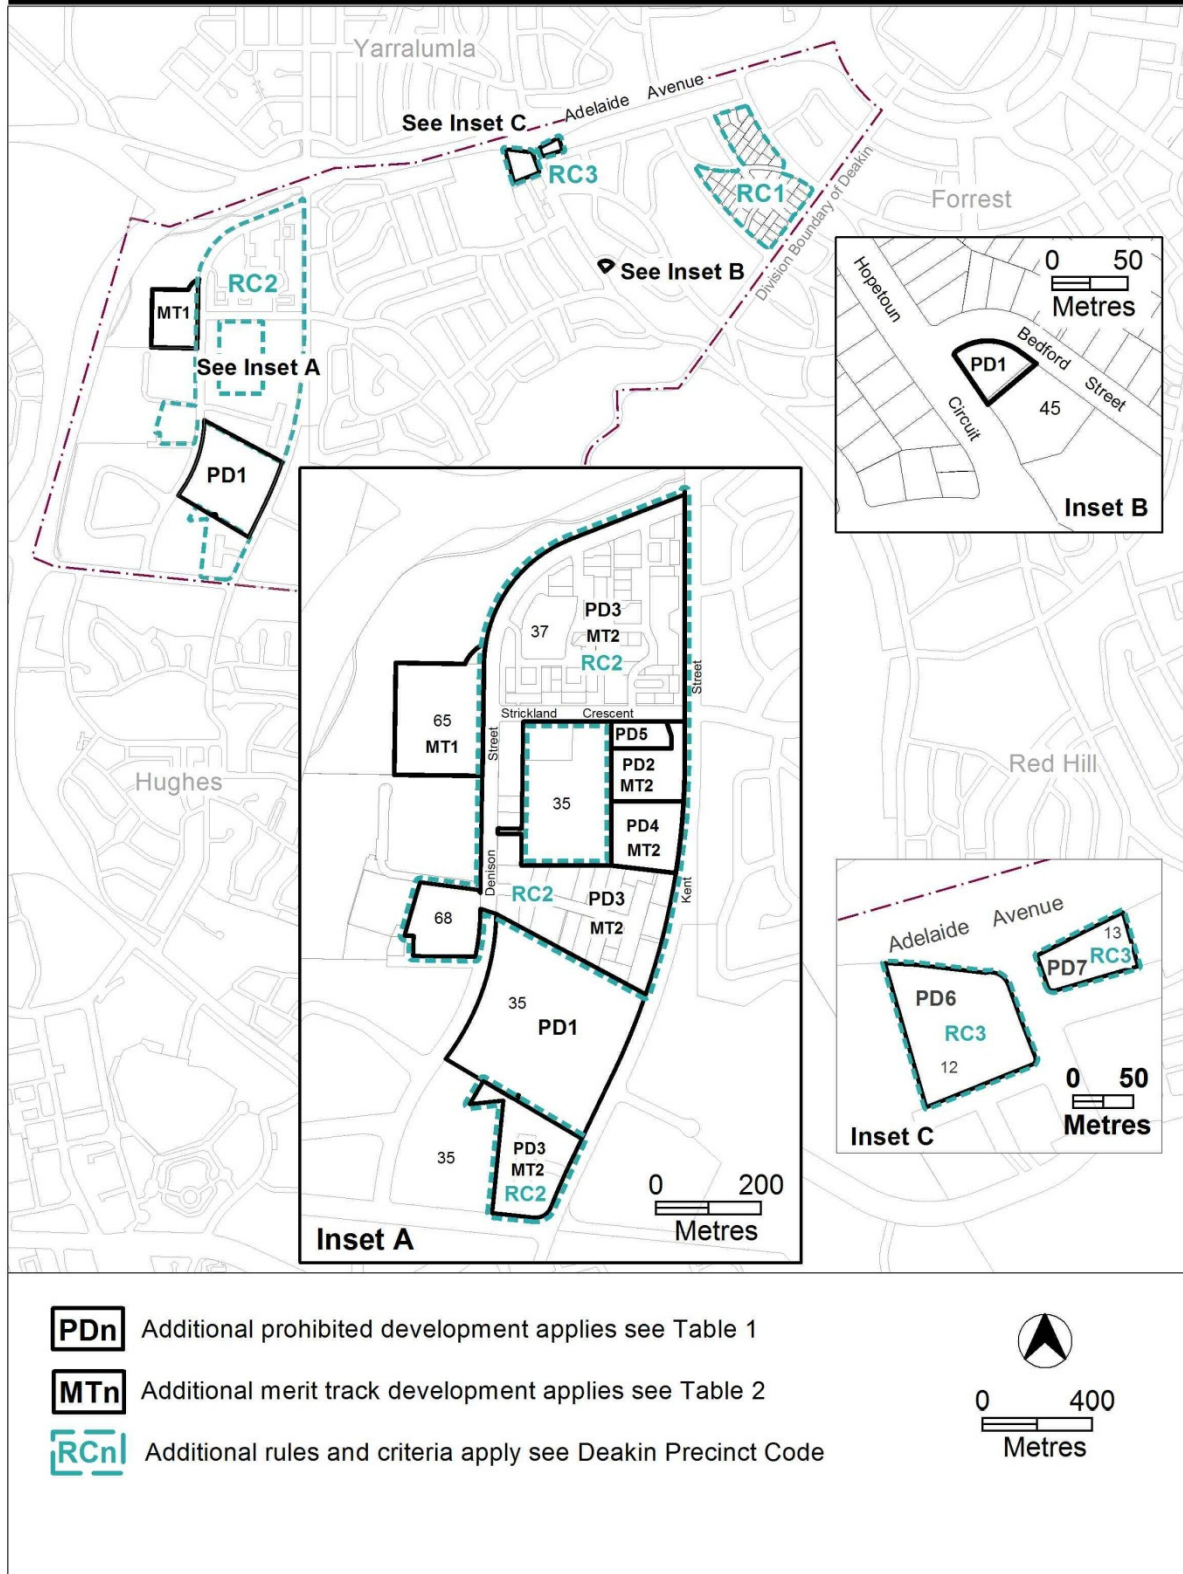 Yarralumla
Adelaide Avenue
See Inset C
RC3
RC1
Forrest
Division Boundary of Deakin
See Inset B
RC2
MT1
See Inset A
PD1
0 50
Metres
Hopetoun
Circuit
Bedford
Street
PD1
45
Inset B
PD3
MT2
RC2
37
Street
Strickland Crescent
65
MT1
Street
PD5
PD2
MT2
35
PD4
MT2
Denison
Kent
RC2
PD3
MT2
68
35
PD1
35
PD3
MT2
RC2
0 200
Metres
Inset A
Hughes
Red Hill
Adelaide Avenue
13
RC3
PD7
PD6
RC3
12
0 50
Metres
Inset C
PDn Additional prohibited development applies see Table 1
MTn Additional merit track development applies see Table 2
RCn Additional rules and criteria apply see Deakin Precinct Code
0 400
Metres